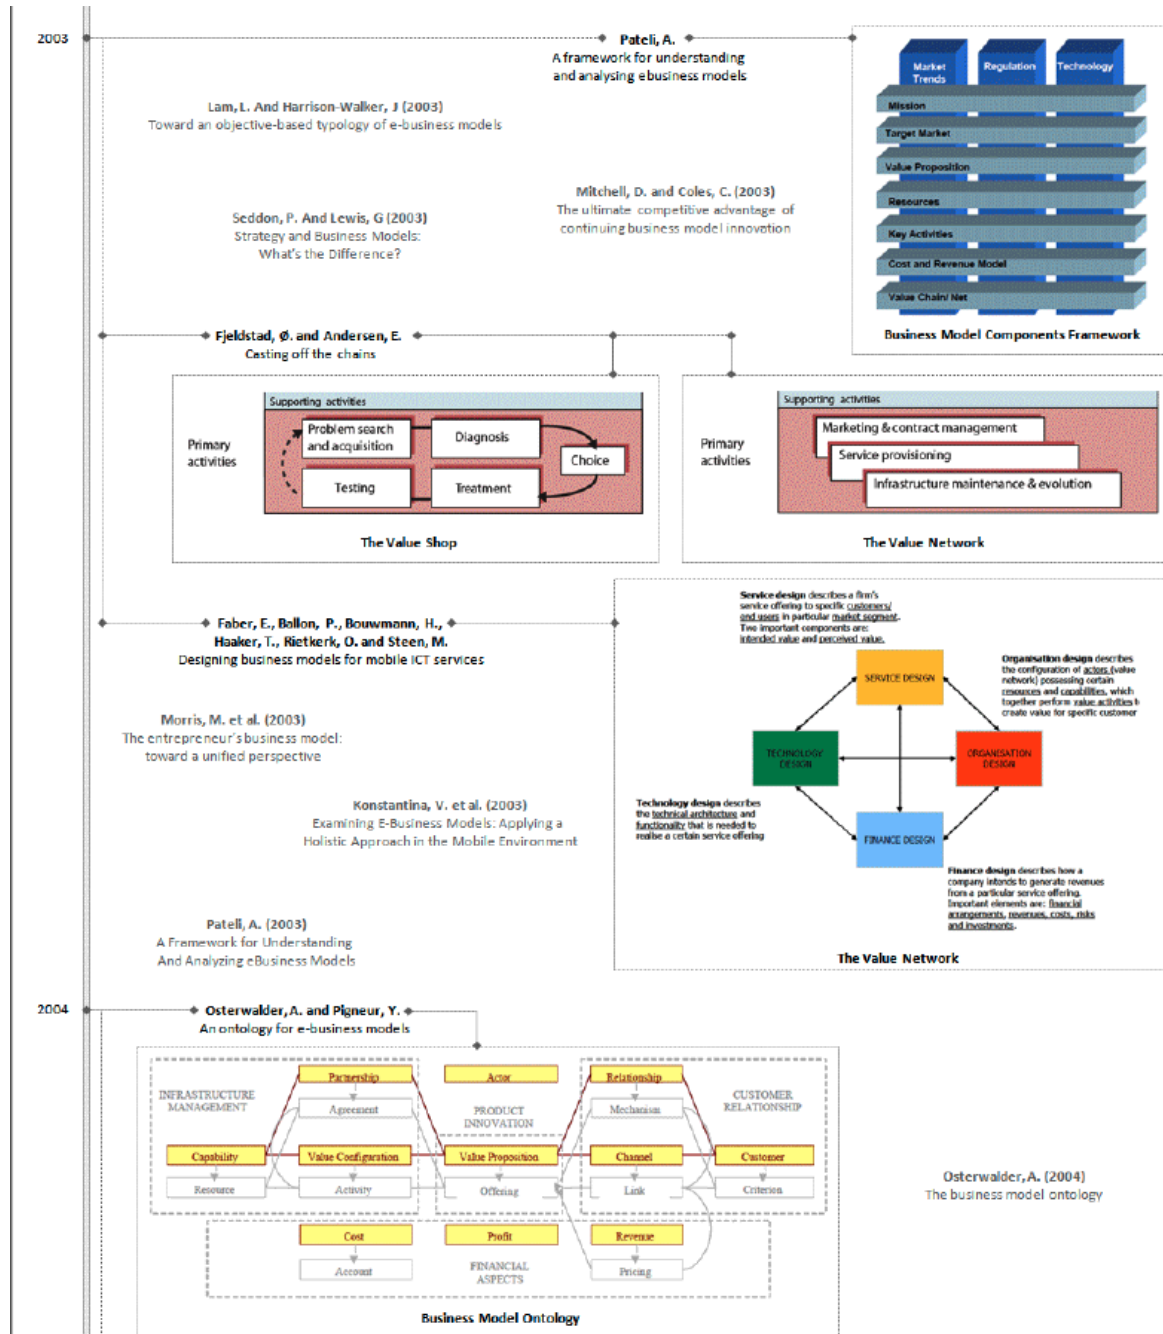 2003
Pateli, A.
A framework for understanding
and analysing ebusiness models
Market
Trends
Regulation
Technology
Mission
Target Market
Value Proposition
Resources
Key Activities
Cost and Revenue Model
Value Chain/ Net
Business Model Components Framework
Lam, L. And Harrison-Walker, J (2003)
Toward an objective-based typology of e-business models
Mitchell, D. and Coles, C. (2003)
The ultimate competitive advantage of
continuing business model innovation
Seddon, P. And Lewis, G (2003)
Strategy and Business Models:
What's the Difference?
Fjeldstad, Ø. and Andersen, E.
Casting off the chains
Supporting activities
Primary
activities
Problem search
and acquisition
Diagnosis
Choice
Testing
Treatment
The Value Shop
Supporting activities
Primary
activities
Marketing & contract management
Service provisioning
Infrastructure maintenance & evolution
The Value Network
Faber, E., Ballon, P., Bouwmann, H.,
Haaker, T., Rietkerk, O. and Steen, M.
Designing business models for mobile ICT services
Service design describes a firm's
service offering to specific customers/
end users in particular market segment.
Two important components are:
intended value and perceived value.
SERVICE DESIGN
Organisation design describes
the configuration of actors (value
network) possessing certain
resources and capabilities, which
together perform value activities t
create value for specific customer
TECHNOLOGY
DESIGN
ORGANISATION
DESIGN
Technology design describes
the technical architecture and
functionality that is needed to
realise a certain service offering
FINANCE DESIGN
Finance design describes how a
company intends to generate revenues
from a particular service offering.
Important elements are: financial
arrangements, revenues, costs, risks
and investments.
The Value Network
Morris, M. et al. (2003)
The entrepreneur's business model:
toward a unified perspective
Konstantina, V. et al. (2003)
Examining E-Business Models: Applying a
Holistic Approach in the Mobile Environment
Pateli, A. (2003)
A Framework for Understanding
And Analyzing eBusiness Models
2004
Osterwalder, A. and Pigneur, Y.
An ontology for e-business models
INFRASTRUCTURE
MANAGEMENT
Partnership
Agreement
Actor
PRODUCT
INNOVATION
Relationship
Mechanism
CUSTOMER
RELATIONSHIP
Capability
Value Configuration
Value Proposition
Channel
Customer
Resource
Activity
Offering
Link
Criterion
Cost
Profit
Revenue
Account
FINANCIAL
ASPECTS
Pricing
Business Model Ontology
Osterwalder, A. (2004)
The business model ontology